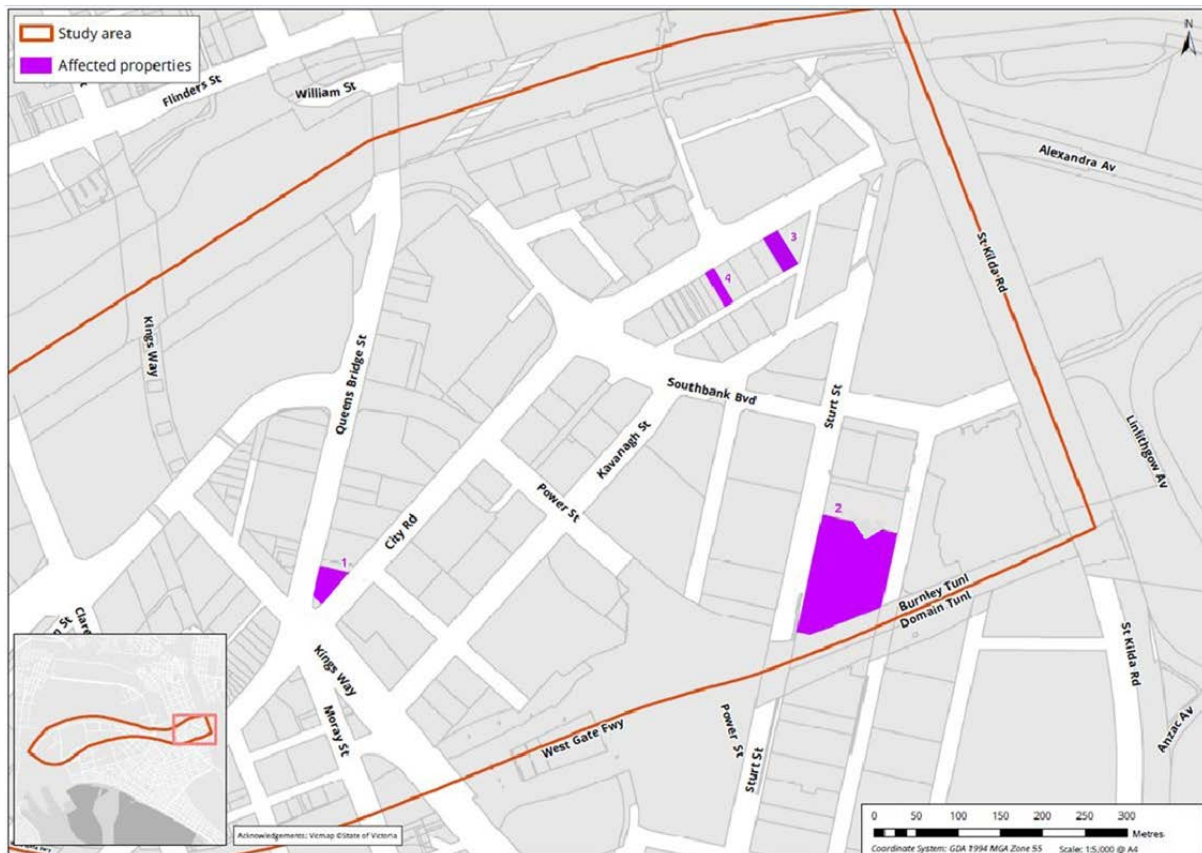 Study area
Affected properties
N
Flinders St
William St
Alexandra Av
St Kilda Rd
Kings Way
Queens Bridge St
3
4
Southbank Bvd
Sturt St
Linlithgow Av
Kavanagh St
Power St
City Rd
2
1
Burnley Tunl
Domain Tunl
Kings Way
Moray St
West Gate Fwy
Power St
Sturt St
St Kilda Rd
Anzac Av
Acknowledgements: Vicmap ©State of Victoria
0 50 100 150 200 250 300
Metres
Coordinate System: GDA 1994 MGA Zone 55 Scale: 1:5,000 @ A4